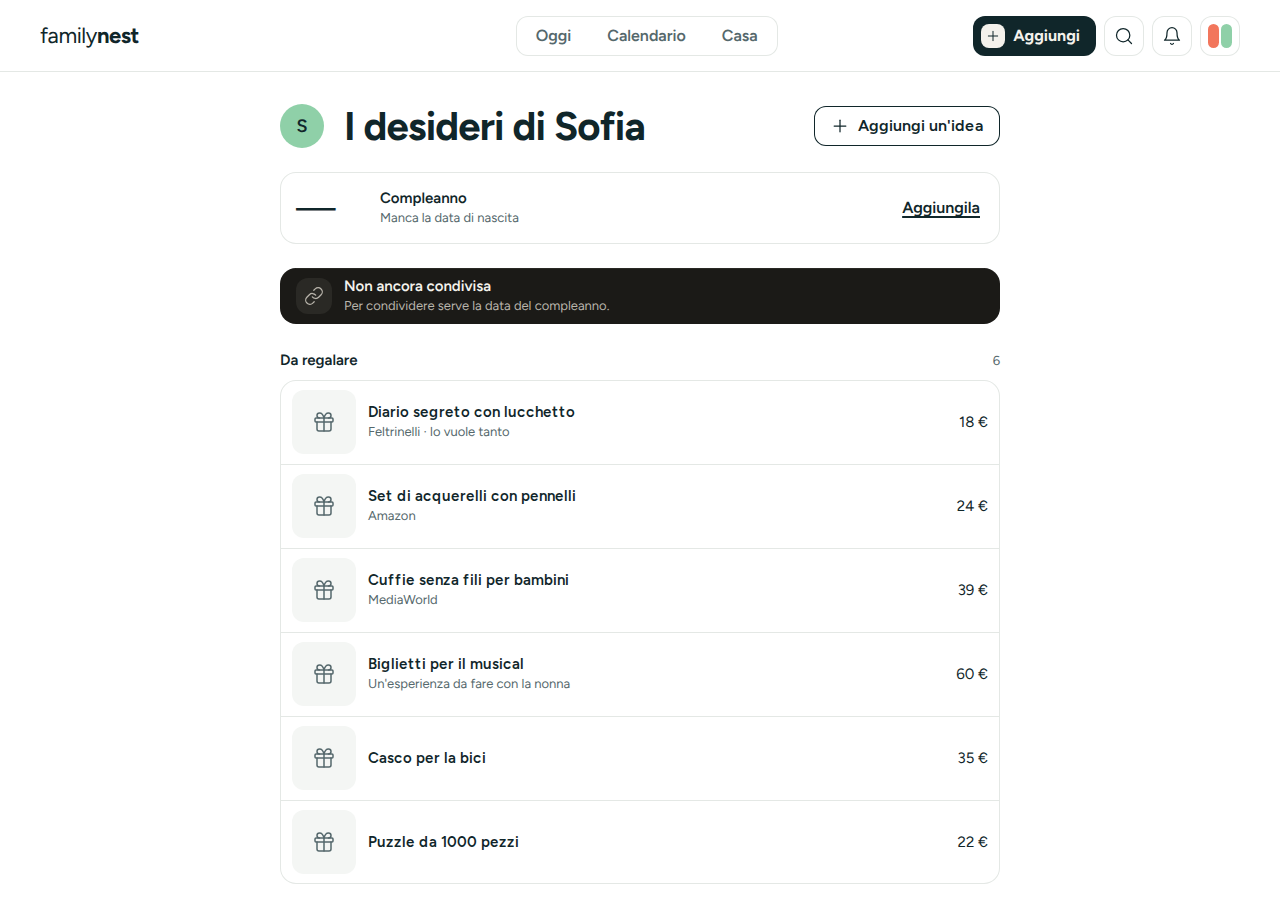 familynest
Oggi
Calendario
Casa
Aggiungi
S
I desideri di Sofia
Aggiungi un'idea
Compleanno
Manca la data di nascita
Aggiungila
Non ancora condivisa
Per condividere serve la data del compleanno.
Da regalare
6
Diario segreto con lucchetto
Feltrinelli · lo vuole tanto
18 €
Set di acquerelli con pennelli
Amazon
24 €
Cuffie senza fili per bambini
MediaWorld
39 €
Biglietti per il musical
Un'esperienza da fare con la nonna
60 €
Casco per la bici
35 €
Puzzle da 1000 pezzi
22 €